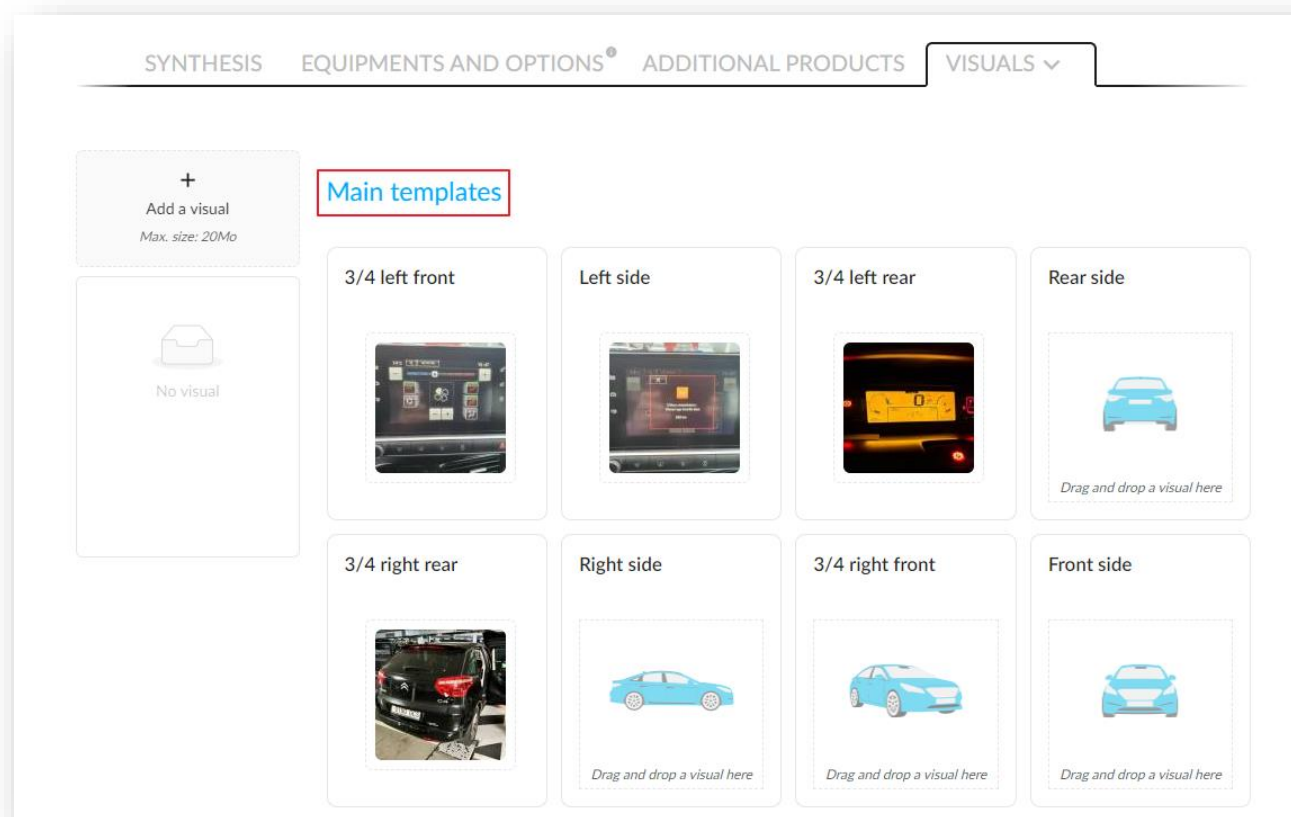 SYNTHESIS
EQUIPMENTS AND OPTIONS
ADDITIONAL PRODUCTS
VISUALS
+
Add a visual
Max. size: 20Mo
No visual
Main templates
3/4 left front
Left side
3/4 left rear
Rear side
0
Drag and drop a visual here
3/4 right rear
Right side
3/4 right front
Front side
Drag and drop a visual here
Drag and drop a visual here
Drag and drop a visual here